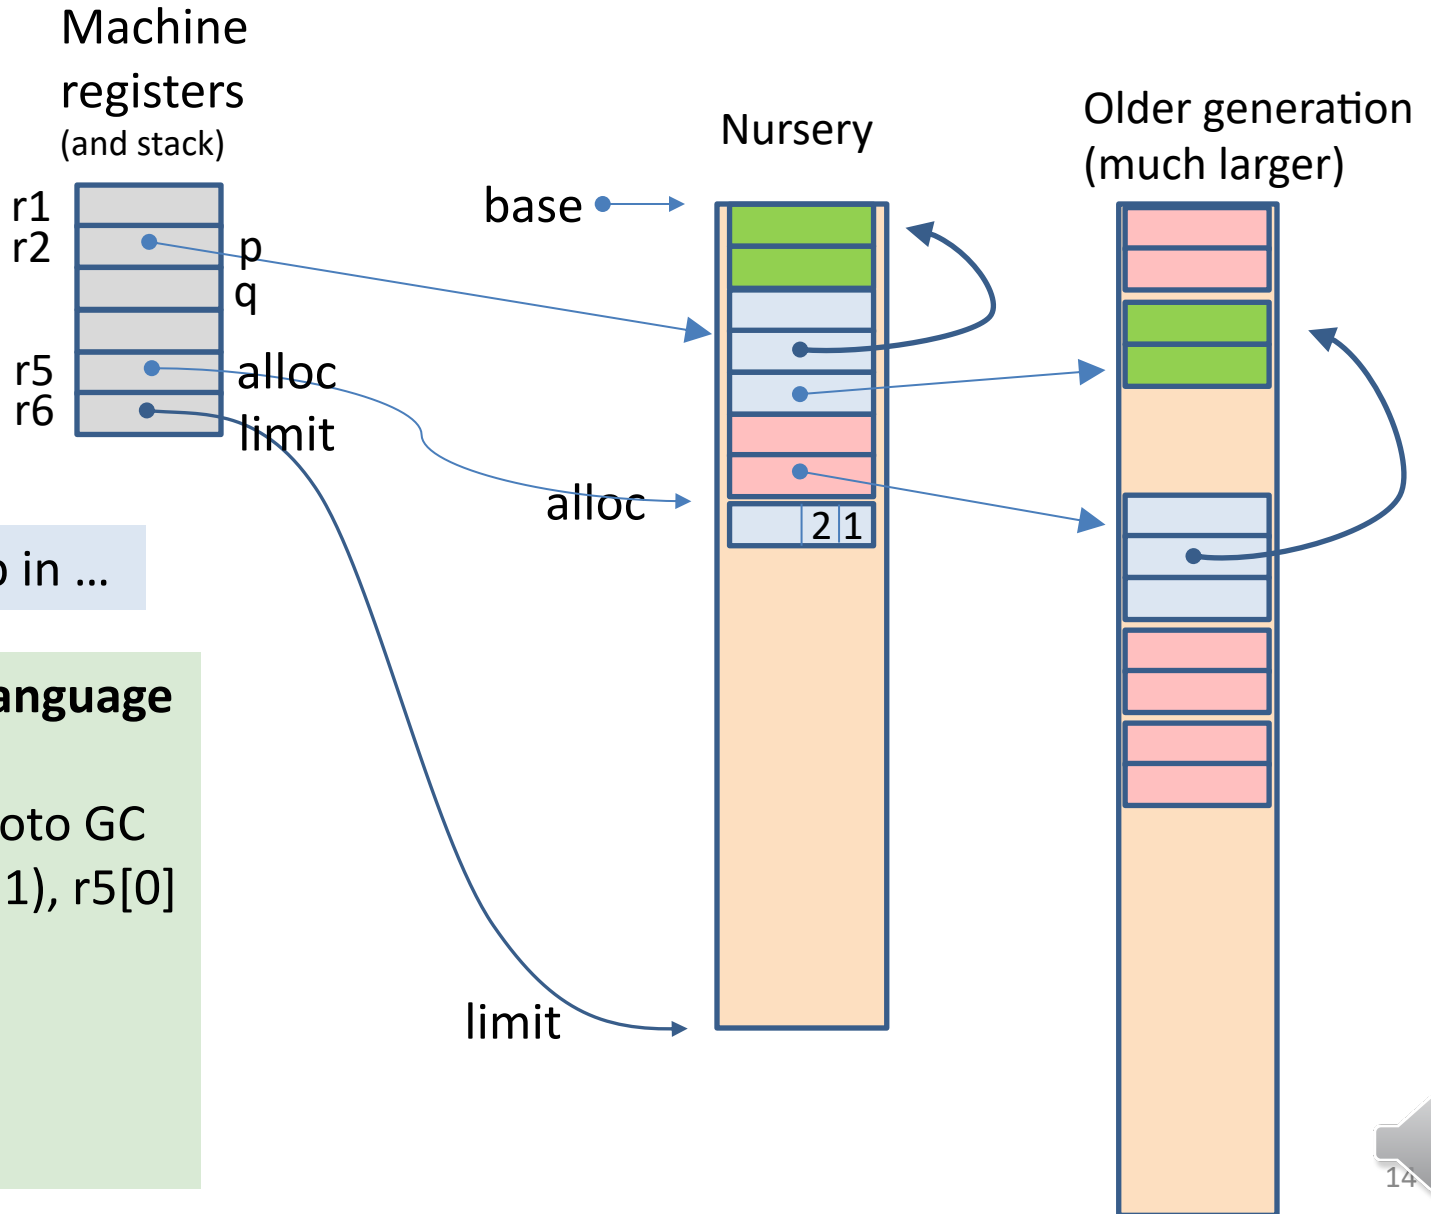 Machine
registers
(and stack)
Nursery
Older generation
(much larger)
r1
r2
p
q
r5
alloc
r6
limit
base
alloc
2 1
in ...
anguage
oto GC
1), r5[0]
limit
14